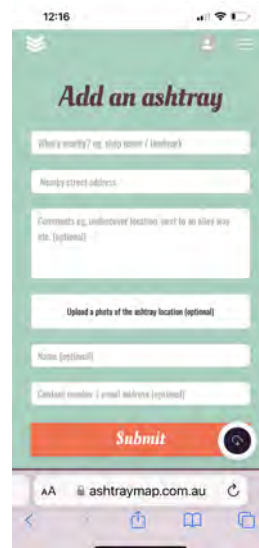 12:16
Add an ashtray
What's nearby? eg. shop name / landmark
Nearby street address
Comments eg, undercover location, next to an alley way
etc. (optional)
Upload a photo of the ashtray location (optional)
Name (optional)
Contact number / email address (optional)
Submit
AA ashtraymap.com.au